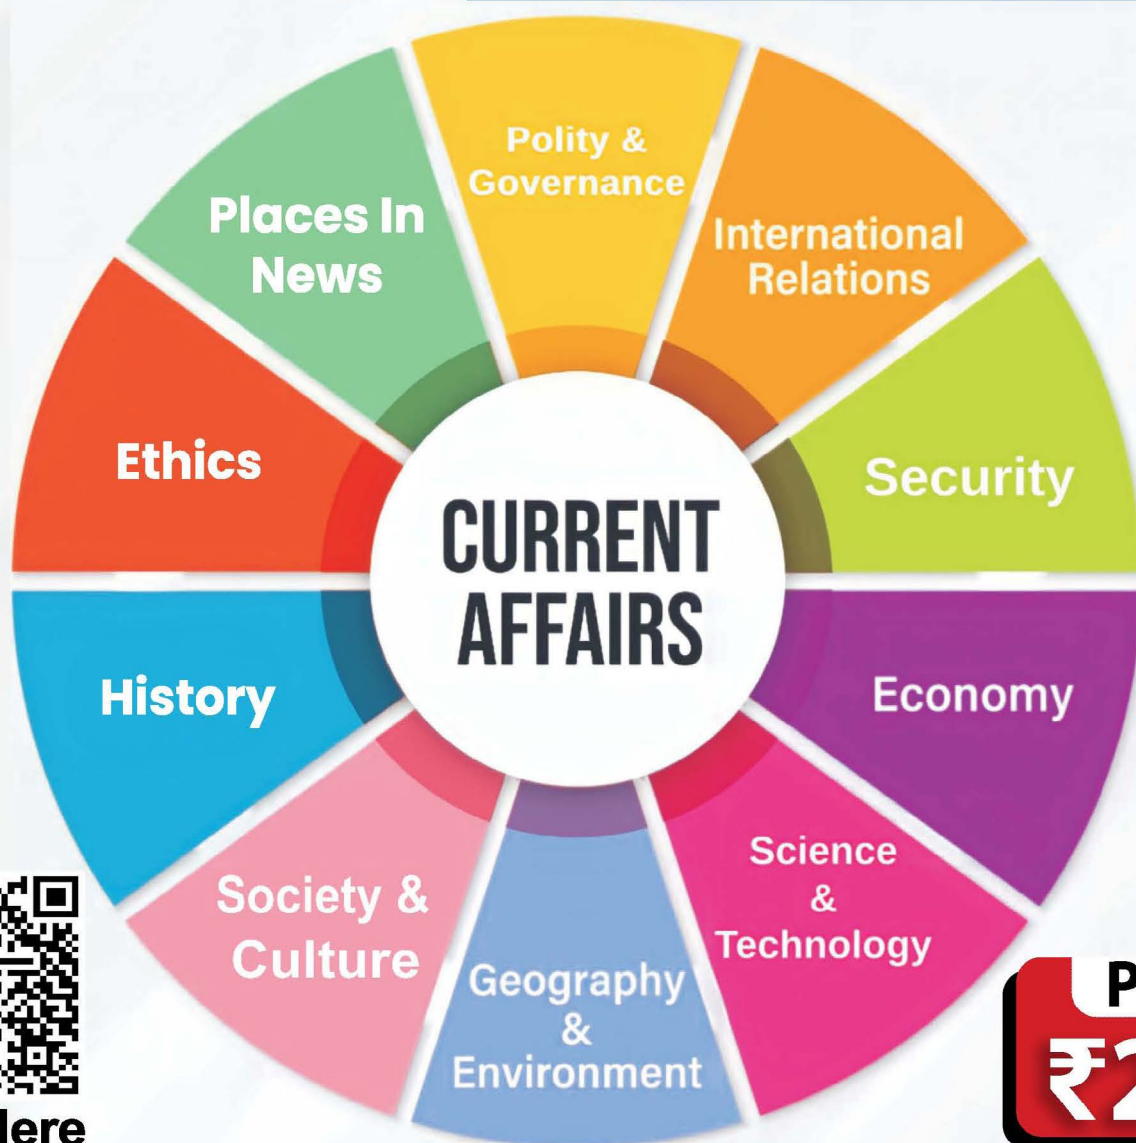 Polity &
Governance
International
Relations
Places In
News
Security
Ethics
CURRENT
AFFAIRS
Economy
History
Science
&
Technology
Society &
Culture
Geography
&
Environment
₹2